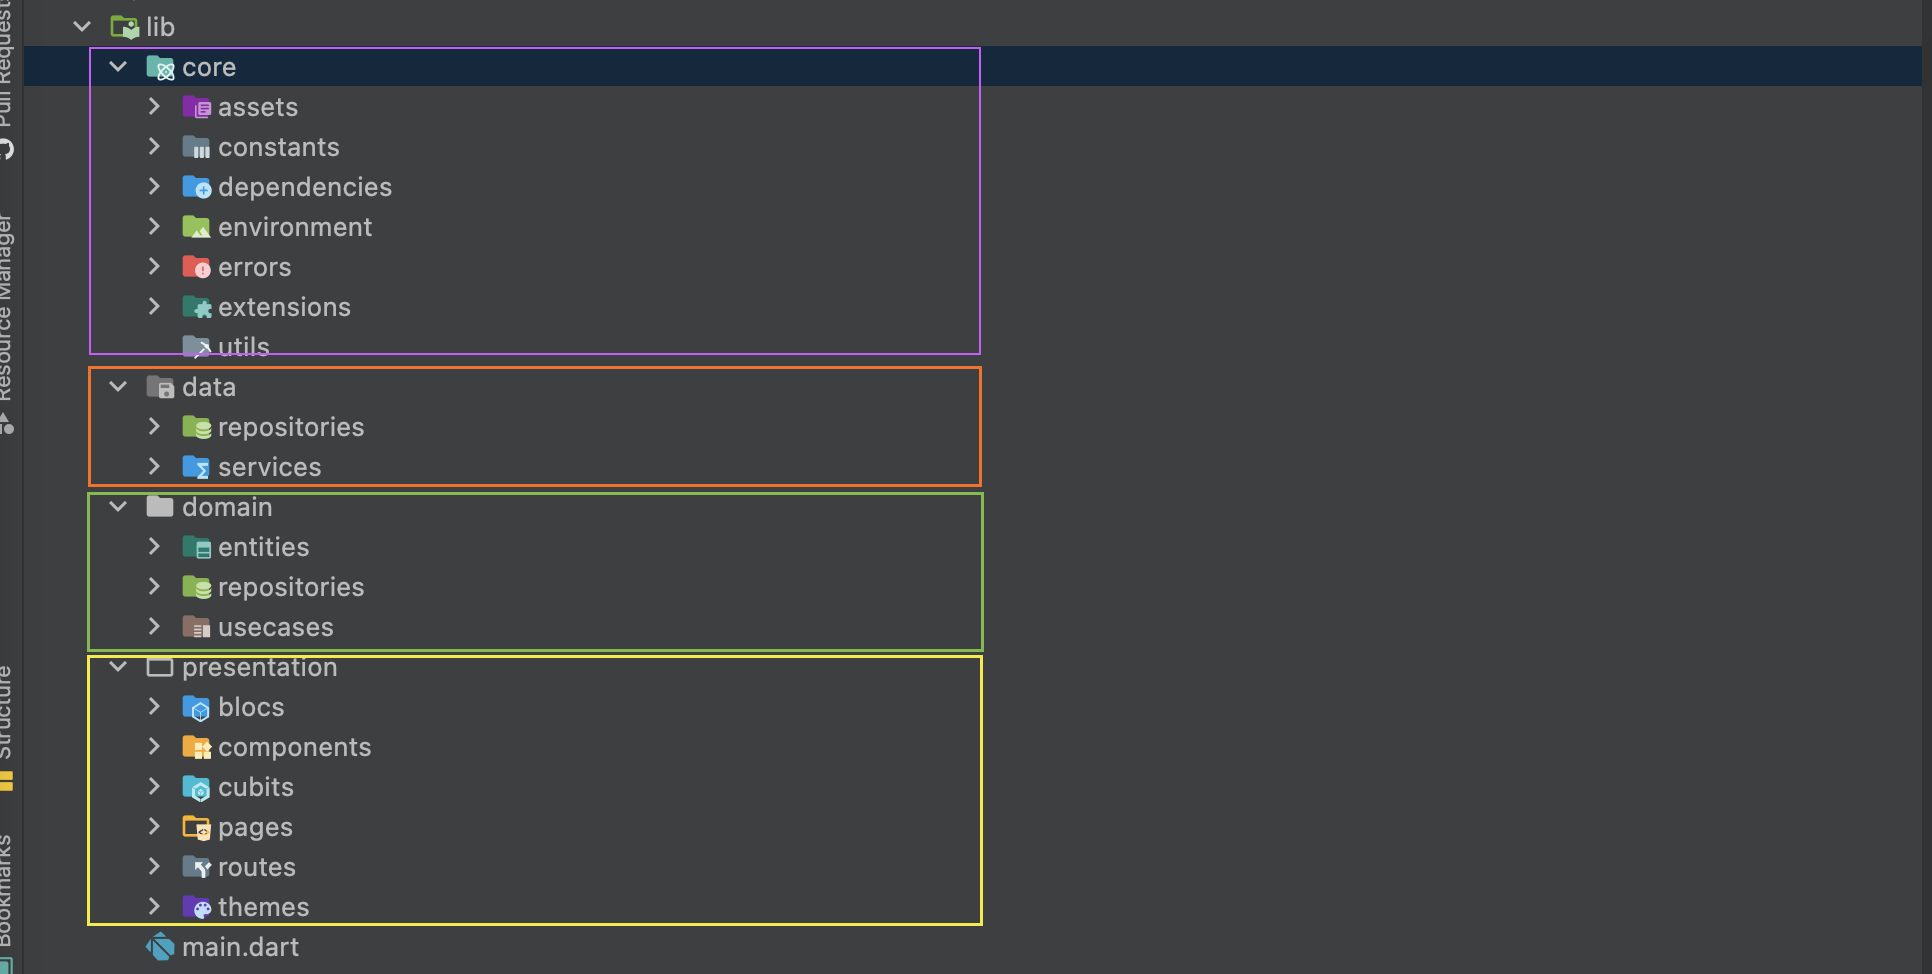 lib
core
assets
constants
dependencies
environment
errors
extensions
utils
data
repositories
services
domain
entities
repositories
usecases
presentation
blocs
components
cubits
pages
routes
themes
main.dart
Pull Request
Resource Manager
Structure
Bookmarks